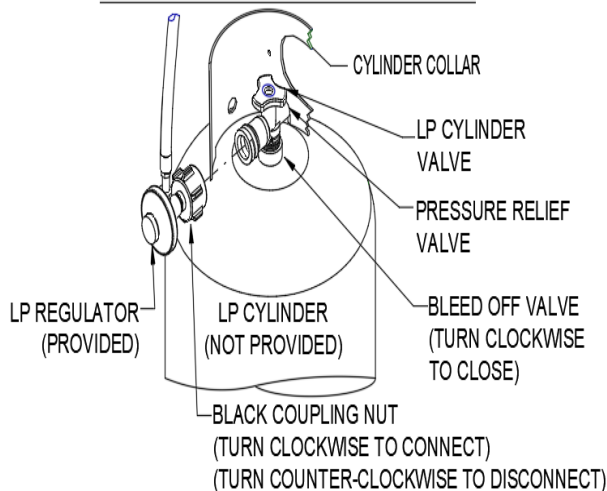 CYLINDER COLLAR
LP CYLINDER
VALVE
PRESSURE RELIEF
VALVE
LP REGULATOR
(PROVIDED)
LP CYLINDER
(NOT PROVIDED)
BLEED OFF VALVE
(TURN CLOCKWISE
TO CLOSE)
BLACK COUPLING NUT
(TURN CLOCKWISE TO CONNECT)
(TURN COUNTER-CLOCKWISE TO DISCONNECT)